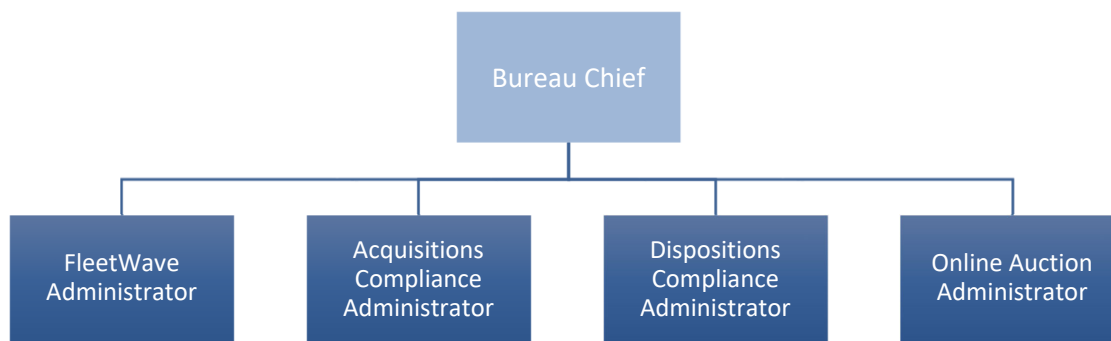 Bureau Chief
FleetWave
Administrator
Acquisitions
Compliance
Administrator
Dispositions
Compliance
Administrator
Online Auction
Administrator